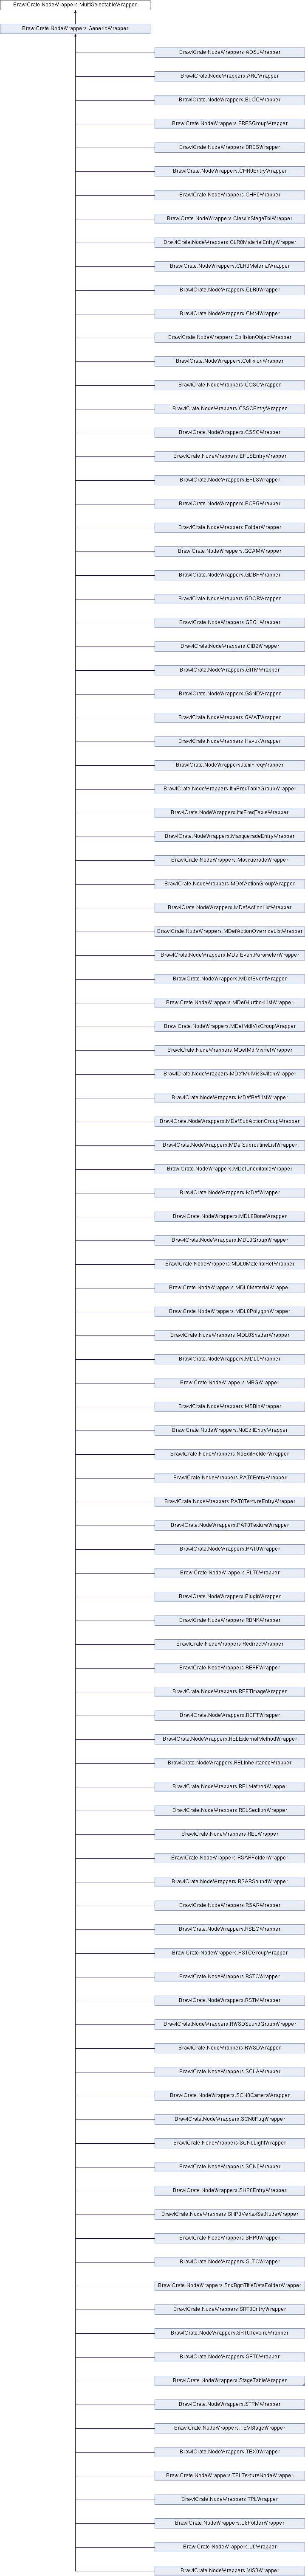 BrawlCrate.NodeWrappers.MultiSelectableWrapper
BrawlCrate.NodeWrappers.GenericWrapper
BrawlCrate.NodeWrappers.ADSJWrapper
BrawlCrate.NodeWrappers.ARCWrapper
BrawlCrate.NodeWrappers.BLOCWrapper
BrawlCrate.NodeWrappers.BRESGroupWrapper
BrawlCrate.NodeWrappers.BRESWrapper
BrawlCrate.NodeWrappers.CHR0EntryWrapper
BrawlCrate.NodeWrappers.CHR0Wrapper
BrawlCrate.NodeWrappers.ClassicStageTblWrapper
BrawlCrate.NodeWrappers.CLR0MaterialEntryWrapper
BrawlCrate.NodeWrappers.CLR0MaterialWrapper
BrawlCrate.NodeWrappers.CLR0Wrapper
BrawlCrate.NodeWrappers.CMMWrapper
BrawlCrate.NodeWrappers.CollisionObjectWrapper
BrawlCrate.NodeWrappers.CollisionWrapper
BrawlCrate.NodeWrappers.COSCWrapper
BrawlCrate.NodeWrappers.CSSCEntryWrapper
BrawlCrate.NodeWrappers.CSSCWrapper
BrawlCrate.NodeWrappers.EFLSEntryWrapper
BrawlCrate.NodeWrappers.EFLSWrapper
BrawlCrate.NodeWrappers.FCFGWrapper
BrawlCrate.NodeWrappers.FolderWrapper
BrawlCrate.NodeWrappers.GCAMWrapper
BrawlCrate.NodeWrappers.GDBFWrapper
BrawlCrate.NodeWrappers.GDORWrapper
BrawlCrate.NodeWrappers.GEG1Wrapper
BrawlCrate.NodeWrappers.GIB2Wrapper
BrawlCrate.NodeWrappers.GITMWrapper
BrawlCrate.NodeWrappers.GSNDWrapper
BrawlCrate.NodeWrappers.GWATWrapper
BrawlCrate.NodeWrappers.HavokWrapper
BrawlCrate.NodeWrappers.ItemFreqWrapper
BrawlCrate.NodeWrappers.ItmFreqTableGroupWrapper
BrawlCrate.NodeWrappers.ItmFreqTableWrapper
BrawlCrate.NodeWrappers.MasqueradeEntryWrapper
BrawlCrate.NodeWrappers.MasqueradeWrapper
BrawlCrate.NodeWrappers.MDefActionGroupWrapper
BrawlCrate.NodeWrappers.MDefActionListWrapper
BrawlCrate.NodeWrappers.MDefActionOverrideListWrapper
BrawlCrate.NodeWrappers.MDefEventParameterWrapper
BrawlCrate.NodeWrappers.MDefEventWrapper
BrawlCrate.NodeWrappers.MDefHurtboxListWrapper
BrawlCrate.NodeWrappers.MDefMdlVisGroupWrapper
BrawlCrate.NodeWrappers.MDefMdlVisRefWrapper
BrawlCrate.NodeWrappers.MDefMdlVisSwitchWrapper
BrawlCrate.NodeWrappers.MDefRefListWrapper
BrawlCrate.NodeWrappers.MDefSubActionGroupWrapper
BrawlCrate.NodeWrappers.MDefSubroutineListWrapper
BrawlCrate.NodeWrappers.MDefUneditableWrapper
BrawlCrate.NodeWrappers.MDefWrapper
BrawlCrate.NodeWrappers.MDL0BoneWrapper
BrawlCrate.NodeWrappers.MDL0GroupWrapper
BrawlCrate.NodeWrappers.MDL0MaterialRefWrapper
BrawlCrate.NodeWrappers.MDL0MaterialWrapper
BrawlCrate.NodeWrappers.MDL0PolygonWrapper
BrawlCrate.NodeWrappers.MDL0ShaderWrapper
BrawlCrate.NodeWrappers.MDL0Wrapper
BrawlCrate.NodeWrappers.MRGWrapper
BrawlCrate.NodeWrappers.MSBinWrapper
BrawlCrate.NodeWrappers.NoEditEntryWrapper
BrawlCrate.NodeWrappers.NoEditFolderWrapper
BrawlCrate.NodeWrappers.PAT0EntryWrapper
BrawlCrate.NodeWrappers.PAT0TextureEntryWrapper
BrawlCrate.NodeWrappers.PAT0TextureWrapper
BrawlCrate.NodeWrappers.PAT0Wrapper
BrawlCrate.NodeWrappers.PLT0Wrapper
BrawlCrate.NodeWrappers.PluginWrapper
BrawlCrate.NodeWrappers.RBNKWrapper
BrawlCrate.NodeWrappers.RedirectWrapper
BrawlCrate.NodeWrappers.REFFWrapper
BrawlCrate.NodeWrappers.REFTImageWrapper
BrawlCrate.NodeWrappers.REFTWrapper
BrawlCrate.NodeWrappers.RELExternalMethodWrapper
BrawlCrate.NodeWrappers.RELInheritanceWrapper
BrawlCrate.NodeWrappers.RELMethodWrapper
BrawlCrate.NodeWrappers.RELSectionWrapper
BrawlCrate.NodeWrappers.RELWrapper
BrawlCrate.NodeWrappers.RSARFolderWrapper
BrawlCrate.NodeWrappers.RSARSoundWrapper
BrawlCrate.NodeWrappers.RSARWrapper
BrawlCrate.NodeWrappers.RSEQWrapper
BrawlCrate.NodeWrappers.RSTCGroupWrapper
BrawlCrate.NodeWrappers.RSTCWrapper
BrawlCrate.NodeWrappers.RSTMWrapper
BrawlCrate.NodeWrappers.RWSDSoundGroupWrapper
BrawlCrate.NodeWrappers.RWSDWrapper
BrawlCrate.NodeWrappers.SCLAWrapper
BrawlCrate.NodeWrappers.SCN0CameraWrapper
BrawlCrate.NodeWrappers.SCN0FogWrapper
BrawlCrate.NodeWrappers.SCN0LightWrapper
BrawlCrate.NodeWrappers.SCN0Wrapper
BrawlCrate.NodeWrappers.SHP0EntryWrapper
BrawlCrate.NodeWrappers.SHP0VertexSetNodeWrapper
BrawlCrate.NodeWrappers.SHP0Wrapper
BrawlCrate.NodeWrappers.SLTCWrapper
BrawlCrate.NodeWrappers.SndBgmTitleDataFolderWrapper
BrawlCrate.NodeWrappers.SRT0EntryWrapper
BrawlCrate.NodeWrappers.SRT0TextureWrapper
BrawlCrate.NodeWrappers.SRT0Wrapper
BrawlCrate.NodeWrappers.StageTableWrapper
BrawlCrate.NodeWrappers.STPMWrapper
BrawlCrate.NodeWrappers.TEVStageWrapper
BrawlCrate.NodeWrappers.TEX0Wrapper
BrawlCrate.NodeWrappers.TPLTextureNodeWrapper
BrawlCrate.NodeWrappers.TPLWrapper
BrawlCrate.NodeWrappers.U8FolderWrapper
BrawlCrate.NodeWrappers.U8Wrapper
BrawlCrate.NodeWrappers.VIS0Wrapper